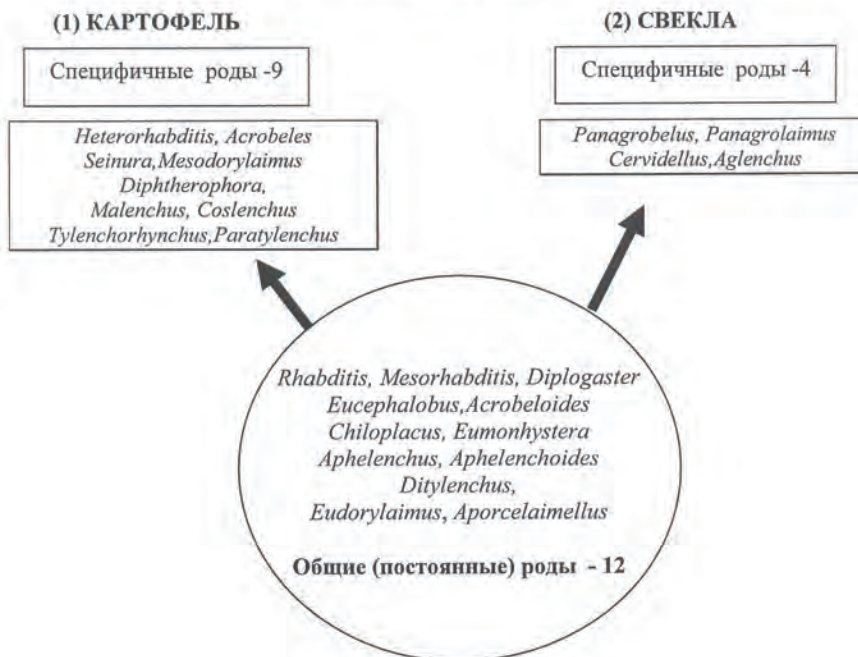 (1) КАРТОФЕЛЬ
Специфичные роды -9
Heterorhabditis, Acrobeles
Seinura,Mesodorylaimus
Diphtherophora,
Malenchus, Coslenchus
Tylenchorhynchus,Paratylenchus
(2) СВЕКЛА
Специфичные роды -4
Panagrobelus, Panagrolaimus
Cervidellus,Aglenchus
Rhabditis, Mesorhabditis, Diplogaster
Eucephalobus,Acrobeloides
Chiloplacus, Eumonhystera
Aphelenchus, Aphelenchoides
Ditylenchus,
Eudorylaimus, Aporcelaimellus
Общие (постоянные) роды - 12